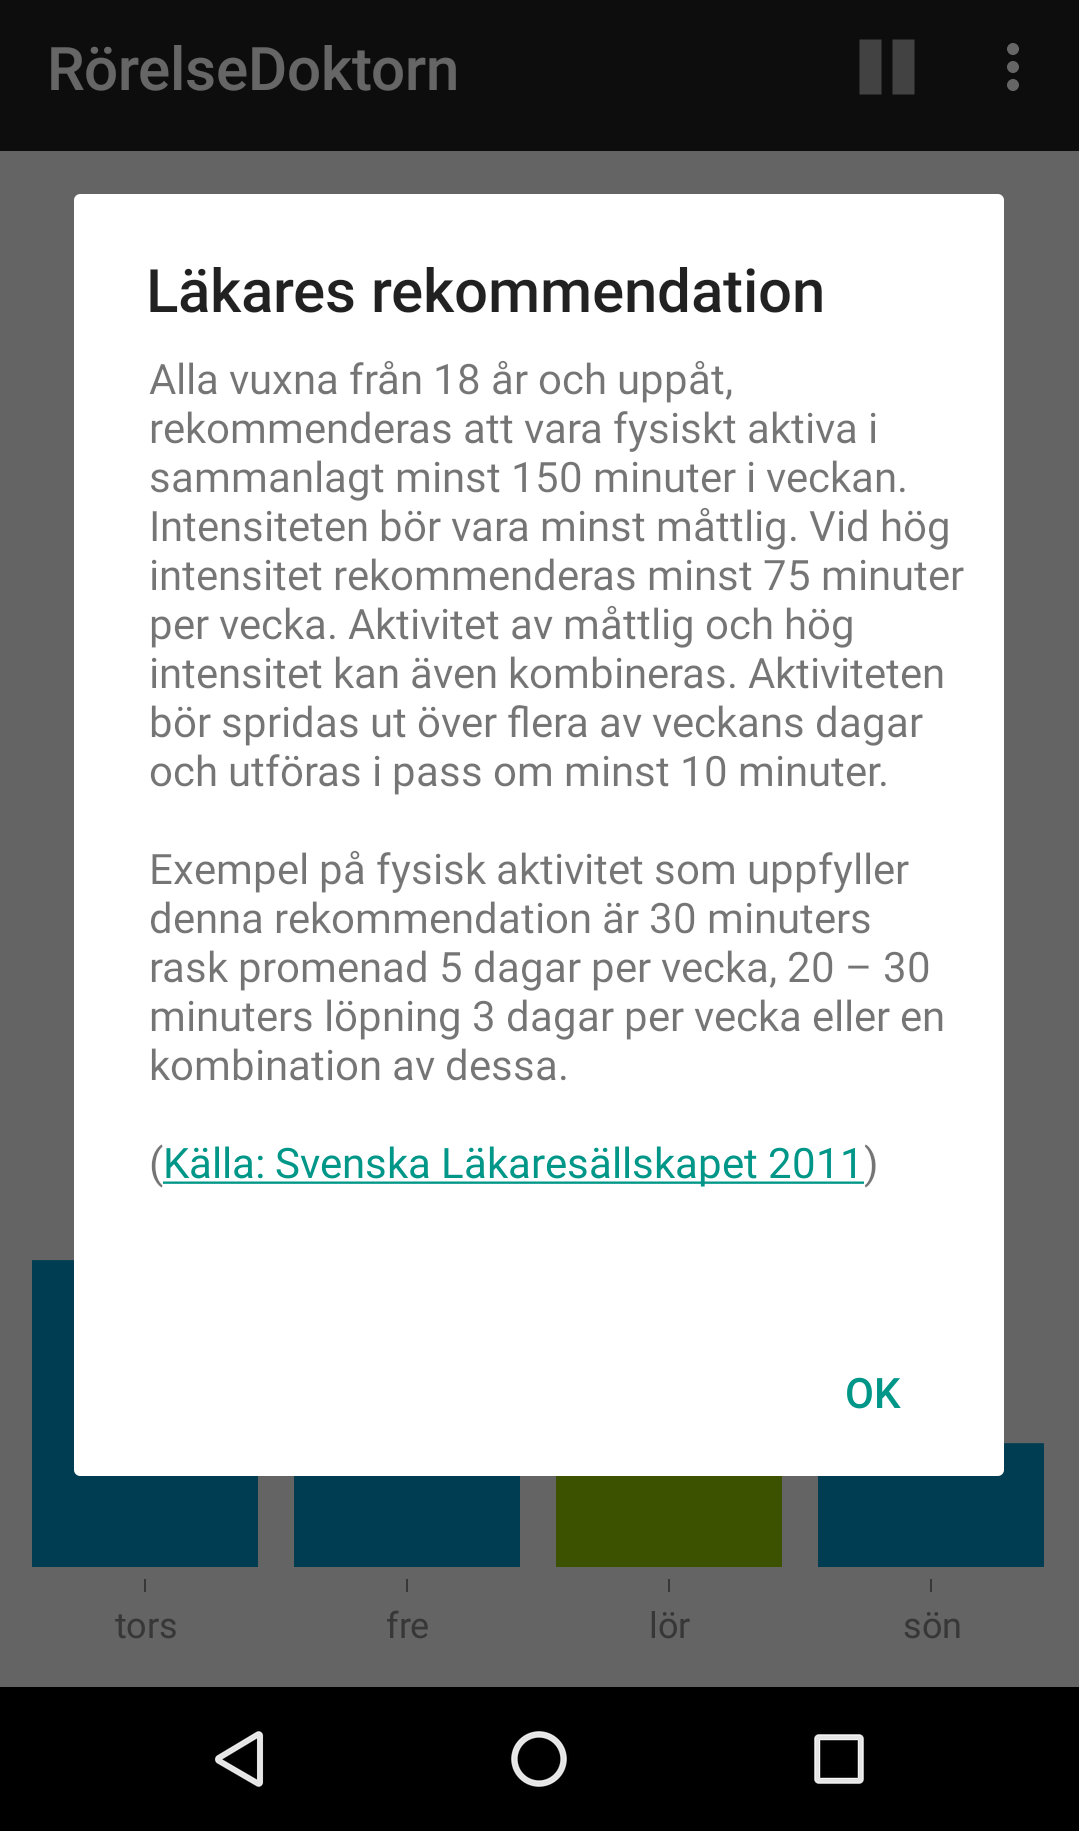 RörelseDoktorn
Läkares rekommendation
Alla vuxna från 18 år och uppåt,
rekommenderas att vara fysiskt aktiva i
sammanlagt minst 150 minuter i veckan.
Intensiteten bör vara minst måttlig. Vid hög
intensitet rekommenderas minst 75 minuter
per vecka. Aktivitet av måttlig och hög
intensitet kan även kombineras. Aktiviteten
bör spridas ut över flera av veckans dagar
och utföras i pass om minst 10 minuter.
Exempel på fysisk aktivitet som uppfyller
denna rekommendation är 30 minuters
rask promenad 5 dagar per vecka, 20 – 30
minuters löpning 3 dagar per vecka eller en
kombination av dessa.
(Källa: Svenska Läkaresällskapet 2011)
OK
tors fre lör sön